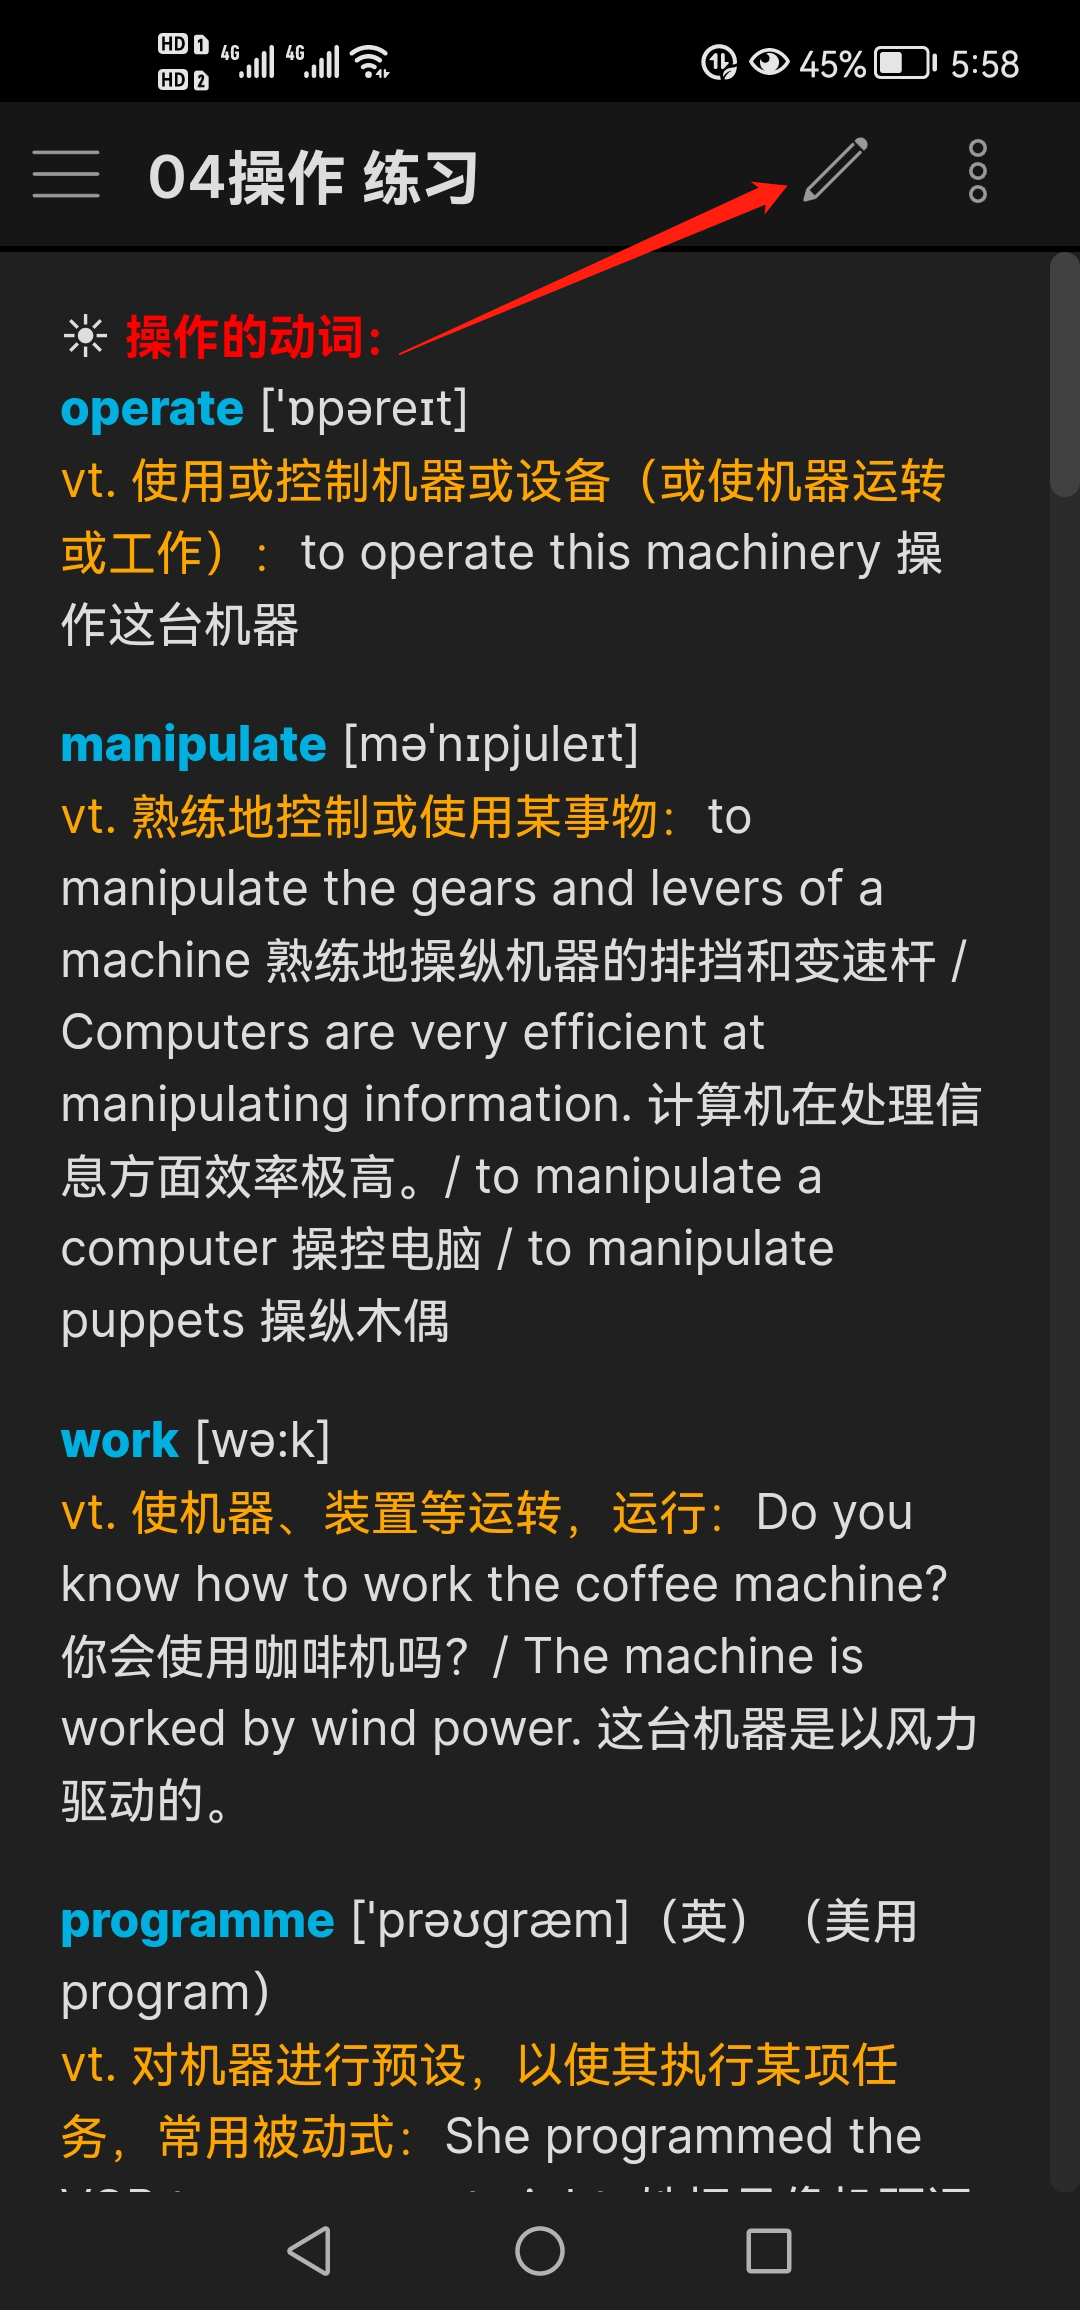 HD 1 4G 4G 45% 5:58
HD 2
04操作 练习
操作的动词：
operate ['ɒpəreɪt]
vt. 使用或控制机器或设备（或使机器运转
或工作）： to operate this machinery 操
作这台机器
manipulate [mə'nɪpjuleɪt]
vt. 熟练地控制或使用某事物： to
manipulate the gears and levers of a
machine 熟练地操纵机器的排挡和变速杆 /
Computers are very efficient at
manipulating information. 计算机在处理信
息方面效率极高。/ to manipulate a
computer 操控电脑 / to manipulate
puppets 操纵木偶
work [wə:k]
vt. 使机器、装置等运转，运行： Do you
know how to work the coffee machine?
你会使用咖啡机吗？/ The machine is
worked by wind power. 这台机器是以风力
驱动的。
programme ['prəʊgræm]（英）（美用
program）
vt. 对机器进行预设，以使其执行某项任
务，常用被动式： She programmed the